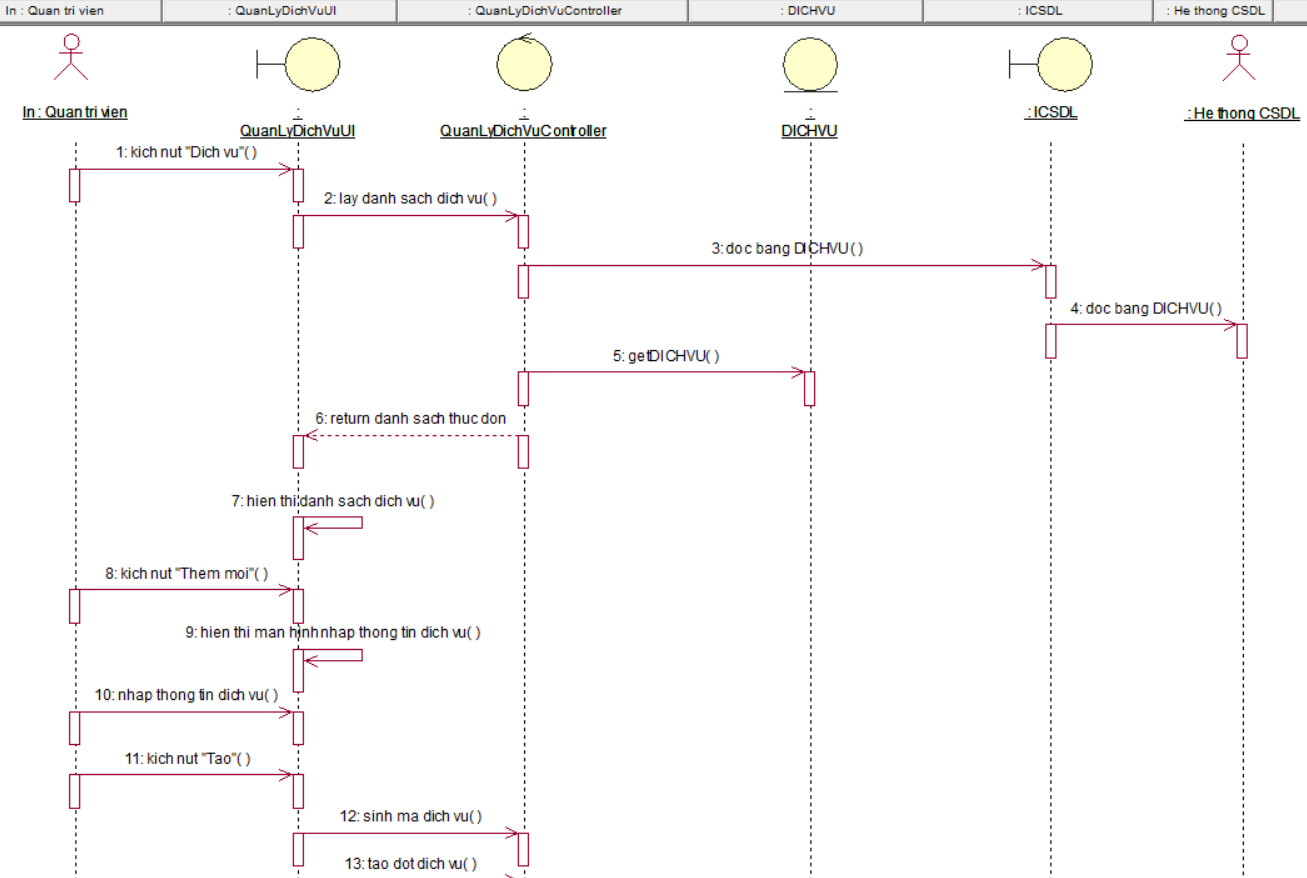 In : Quan tri vien
: QuanLyDichVuUI
: QuanLyDichVuController
: DICHVU
: ICSDL
: He thong CSDL
In : Quan tri vien
:
QuanLyDichVuUI
:
QuanLyDichVuController
:
DICHVU
: ICSDL
: He thong CSDL
1: kich nut "Dich vu"( )
2: lay danh sach dich vu( )
3: doc bang DICHVU( )
4: doc bang DICHVU( )
5: getDICHVU( )
6: return danh sach thuc don
7: hien thi danh sach dich vu( )
8: kich nut "Them moi"( )
9: hien thi man hinh nhap thong tin dich vu( )
10: nhap thong tin dich vu( )
11: kich nut "Tao"( )
12: sinh ma dich vu( )
13: tao dot dich vu( )